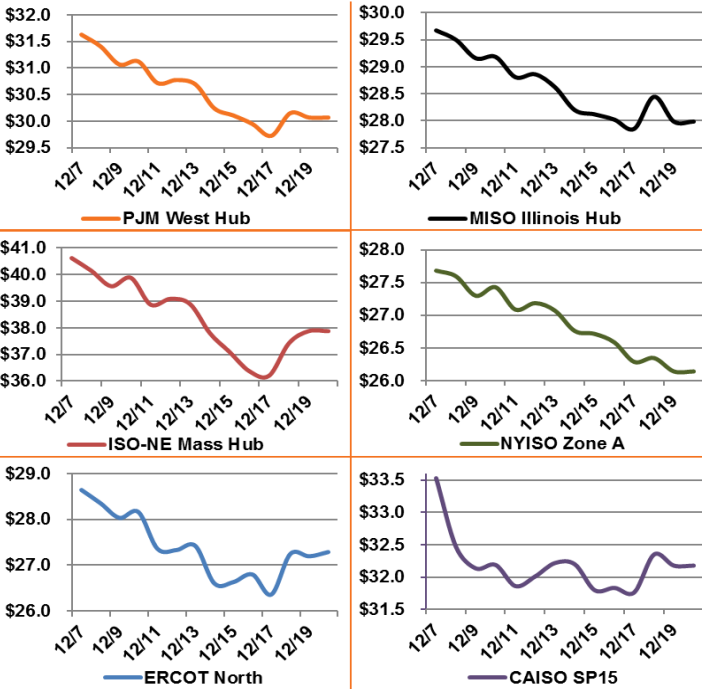 $32.0
$31.5
$31.0
$30.5
$30.0
$29.5
12/7 12/9 12/11 12/13 12/15 12/17 12/19
PJM West Hub
$30.0
$29.5
$29.0
$28.5
$28.0
$27.5
12/7 12/9 12/11 12/13 12/15 12/17 12/19
MISO Illinois Hub
$41.0
$40.0
$39.0
$38.0
$37.0
$36.0
12/7 12/9 12/11 12/13 12/15 12/17 12/19
ISO-NE Mass Hub
$28.0
$27.5
$27.0
$26.5
$26.0
12/7 12/9 12/11 12/13 12/15 12/17 12/19
NYISO Zone A
$29.0
$28.0
$27.0
$26.0
12/7 12/9 12/11 12/13 12/15 12/17 12/19
ERCOT North
$33.5
$33.0
$32.5
$32.0
$31.5
12/7 12/9 12/11 12/13 12/15 12/17 12/19
CAISO SP15